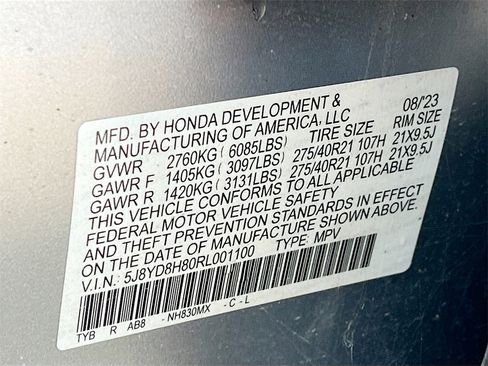 MFD. BY HONDA DEVELOPMENT & 08/'23
MANUFACTURING OF AMERICA, LLC
GVWR 2760KG (6085LBS) TIRE SIZE RIM SIZE
GAWR F 1405KG (3097LBS) 275/40R21 107H 21X9.5J
GAWR R 1420KG (3131LBS) 275/40R21 107H 21X9.5J
THIS VEHICLE CONFORMS TO ALL APPLICABLE
FEDERAL MOTOR VEHICLE SAFETY
AND THEFT PREVENTION STANDARDS IN EFFECT
ON THE DATE OF MANUFACTURE SHOWN ABOVE.
V.I.N.: 5J8YD8H80RL001100 TYPE: MPV
TYB R AB8 -NH830MX -C-L